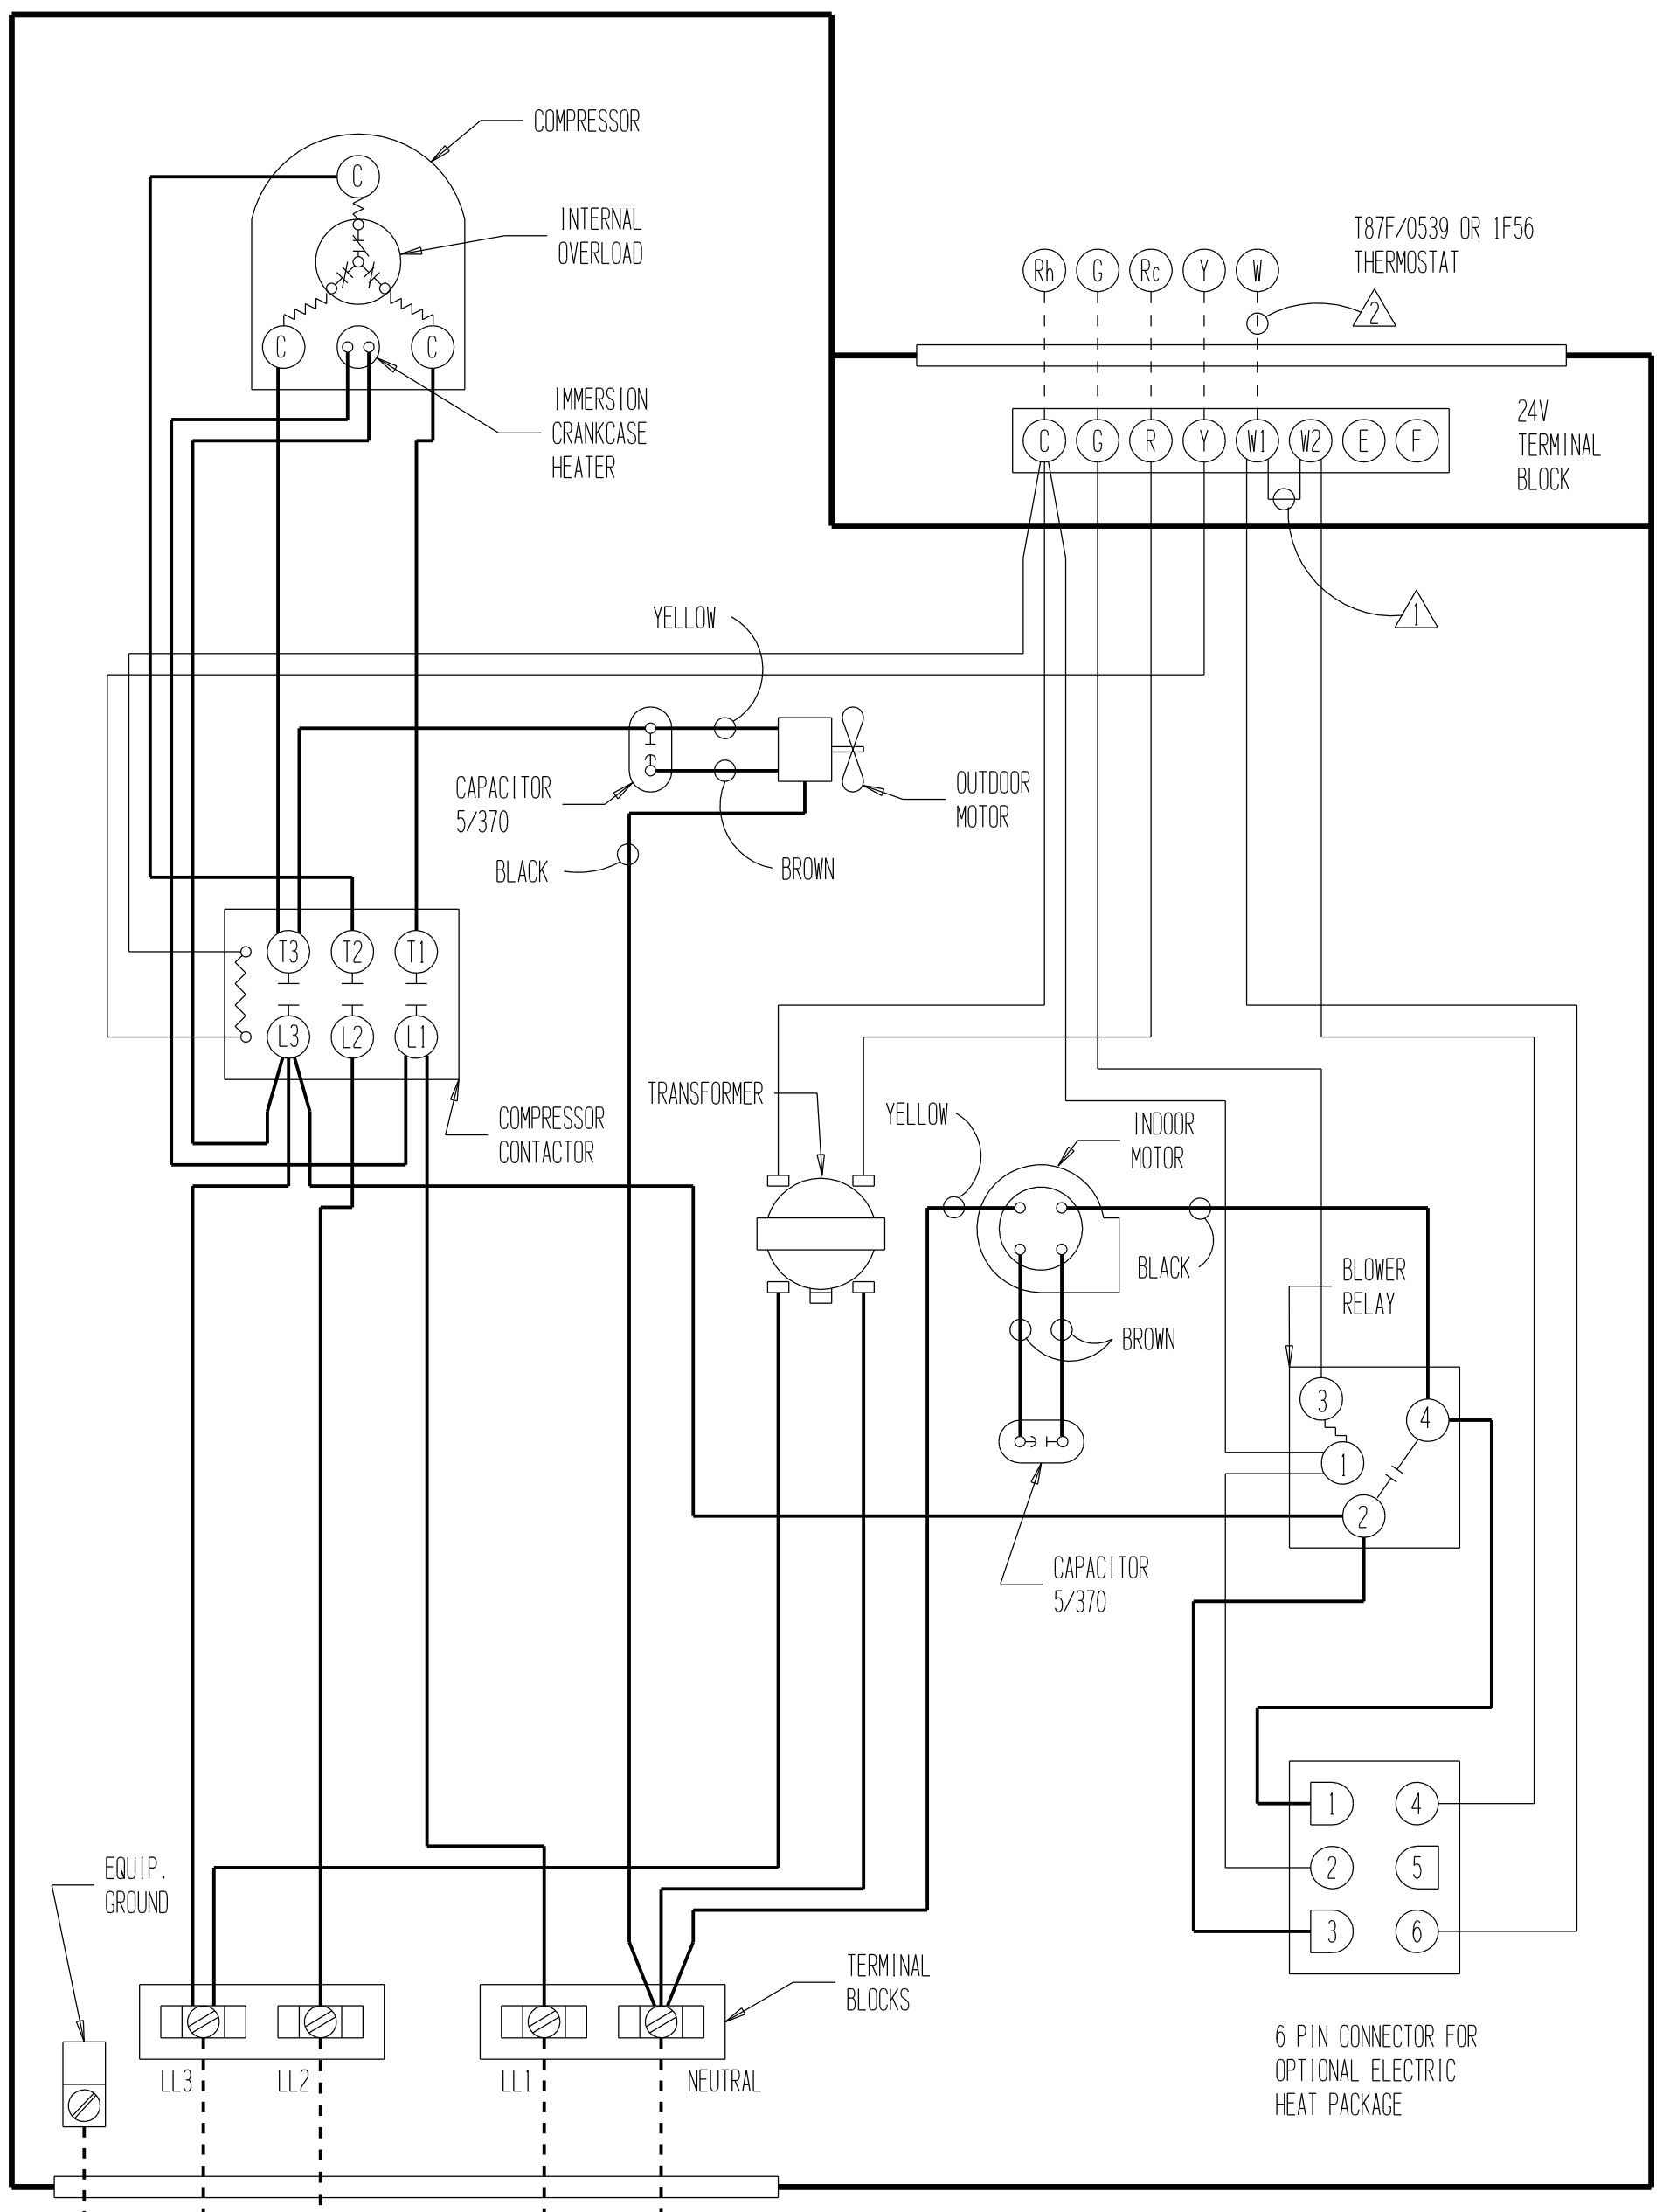 COMPRESSOR
C
INTERNAL
OVERLOAD
C
C
IMMERSION
CRANKCASE
HEATER
T87F/0539 OR 1F56
THERMOSTAT
Rh G Rc Y W
2
24V
TERMINAL
BLOCK
C G R Y W1 W2 E F
1
YELLOW
CAPACITOR
5/370
OUTDOOR
MOTOR
BLACK
BROWN
T3 T2 T1
L3 L2 L1
COMPRESSOR
CONTACTOR
TRANSFORMER
YELLOW
INDOOR
MOTOR
BLACK
BROWN
BLOWER
RELAY
3
4
1
2
CAPACITOR
5/370
1 4
2 5
3 6
6 PIN CONNECTOR FOR
OPTIONAL ELECTRIC
HEAT PACKAGE
EQUIP.
GROUND
TERMINAL
BLOCKS
LL3 LL2 LL1 NEUTRAL